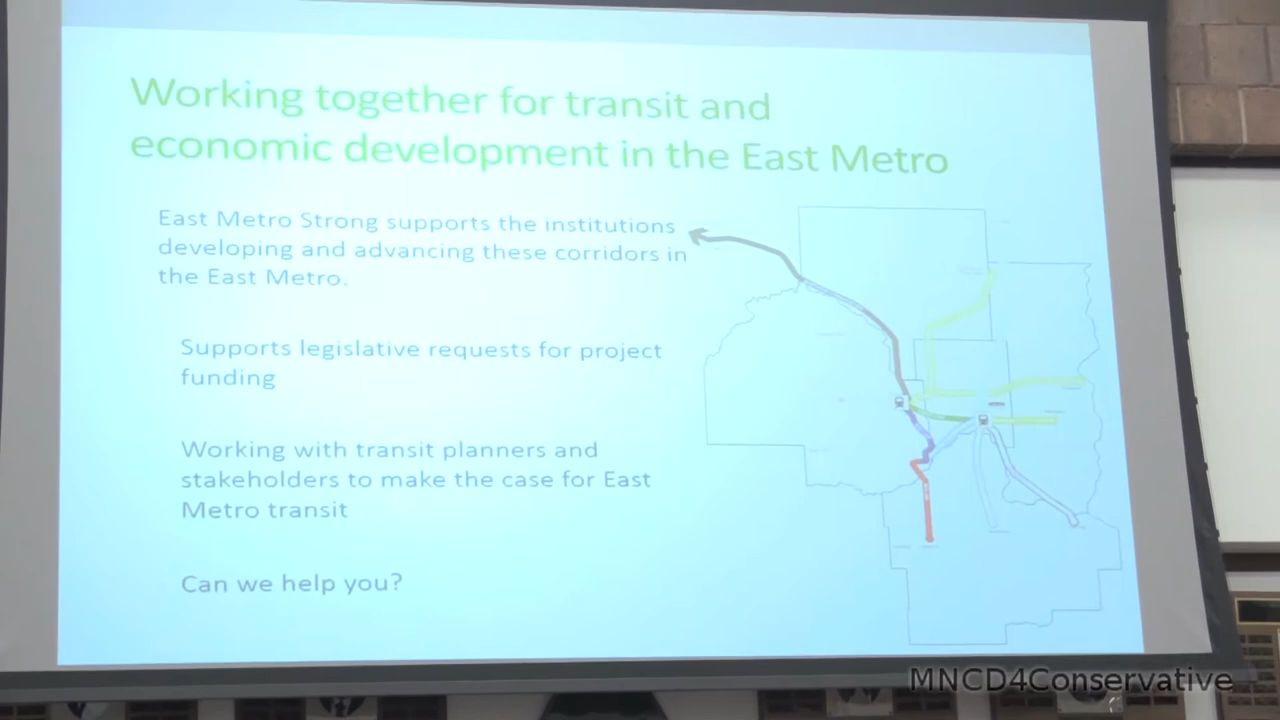 Working together for transit and
economic development in the East Metro
East Metro Strong supports the institutions
developing and advancing these corridors in
the East Metro.
Supports legislative requests for project
funding
Working with transit planners and
stakeholders to make the case for East
Metro transit
Can we help you?
MNCD4Conservative